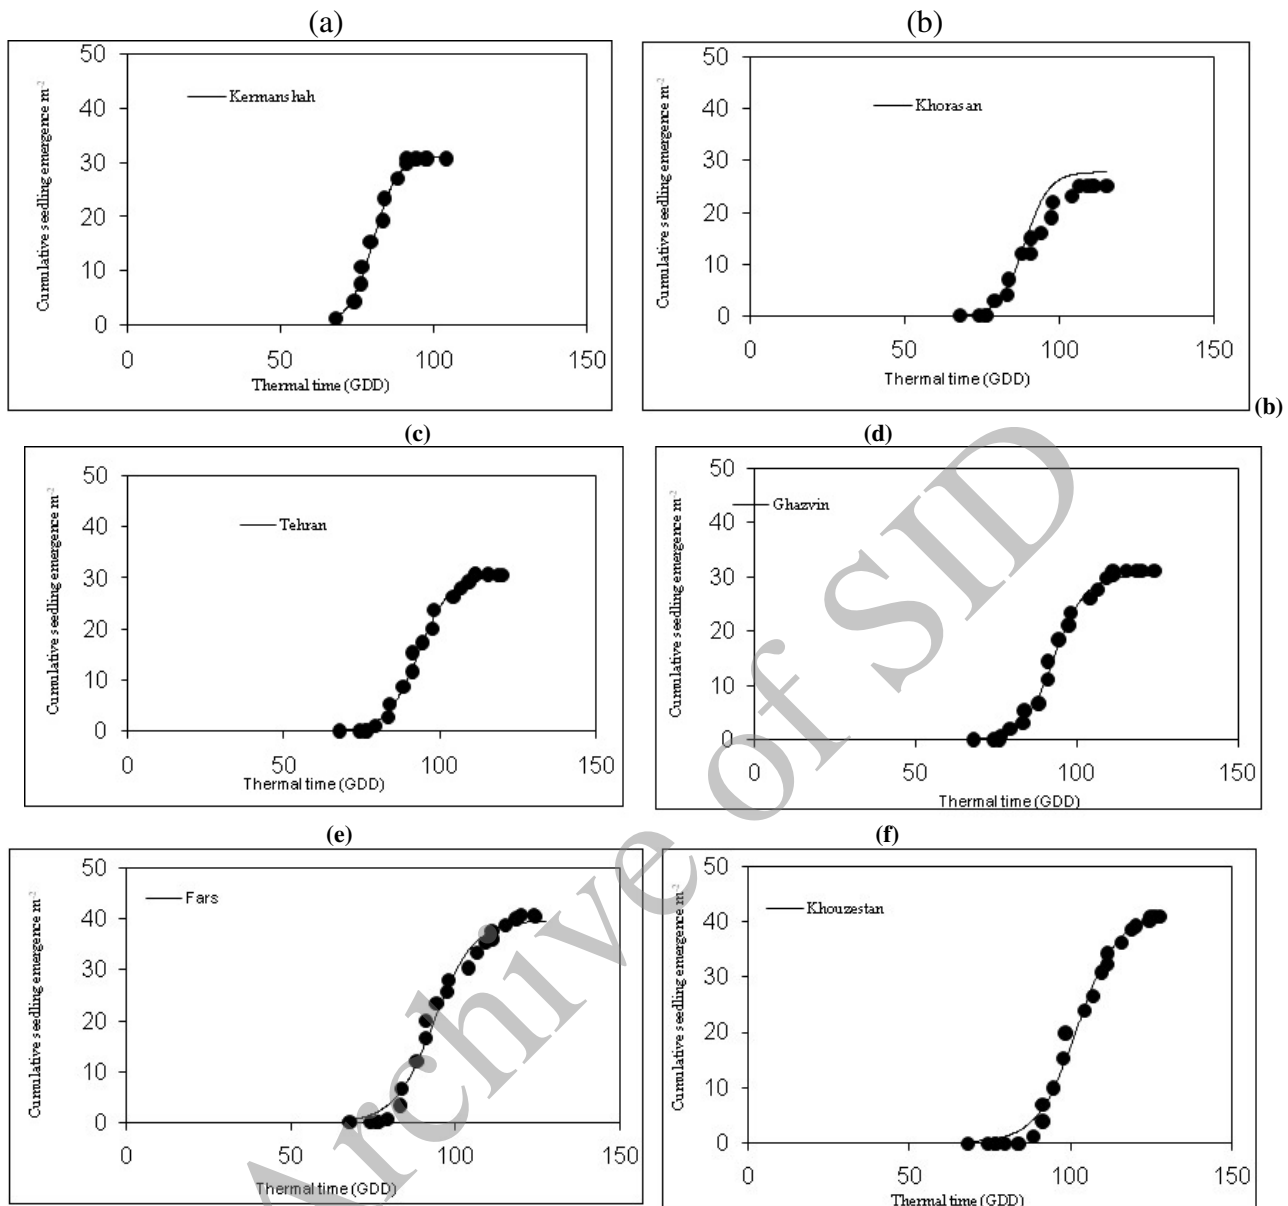 (a)
(b)
Cumulative seedling emergence m⁻²
50
40
30
20
10
0
Kermanshah
0 50 100 150
Thermal time (GDD)
Cumulative seedling emergence m⁻²
50
40
30
20
10
0
Khorasan
0 50 100 150
Thermal time (GDD)
(b)
(c)
(d)
Cumulative seedling emergence m⁻²
50
40
30
20
10
0
Tehran
0 50 100 150
Thermal time (GDD)
Cumulative seedling emergence m⁻²
50
40
30
20
10
0
Ghazvin
0 50 100 150
Thermal time (GDD)
(e)
(f)
Cumulative seedling emergence m⁻²
50
40
30
20
10
0
Fars
0 50 100 150
Thermal time (GDD)
Cumulative seedling emergence m⁻²
50
40
30
20
10
0
Khouzestan
0 50 100 150
Thermal time (GDD)
Archive of SID